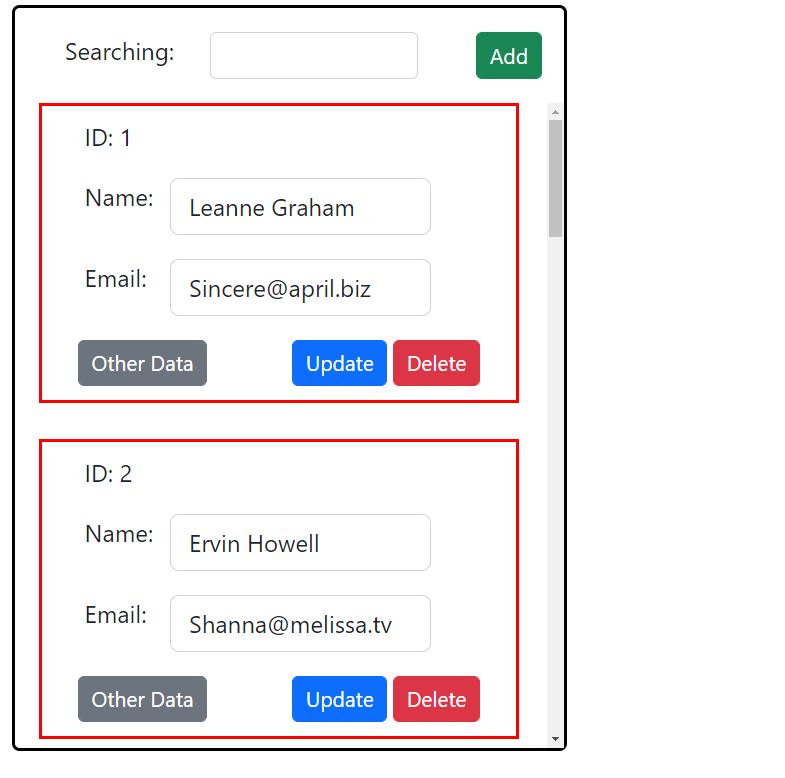 Searching: Add
ID: 1
Name: Leanne Graham
Email: Sincere@april.biz
Other Data Update Delete
ID: 2
Name: Ervin Howell
Email: Shanna@melissa.tv
Other Data Update Delete